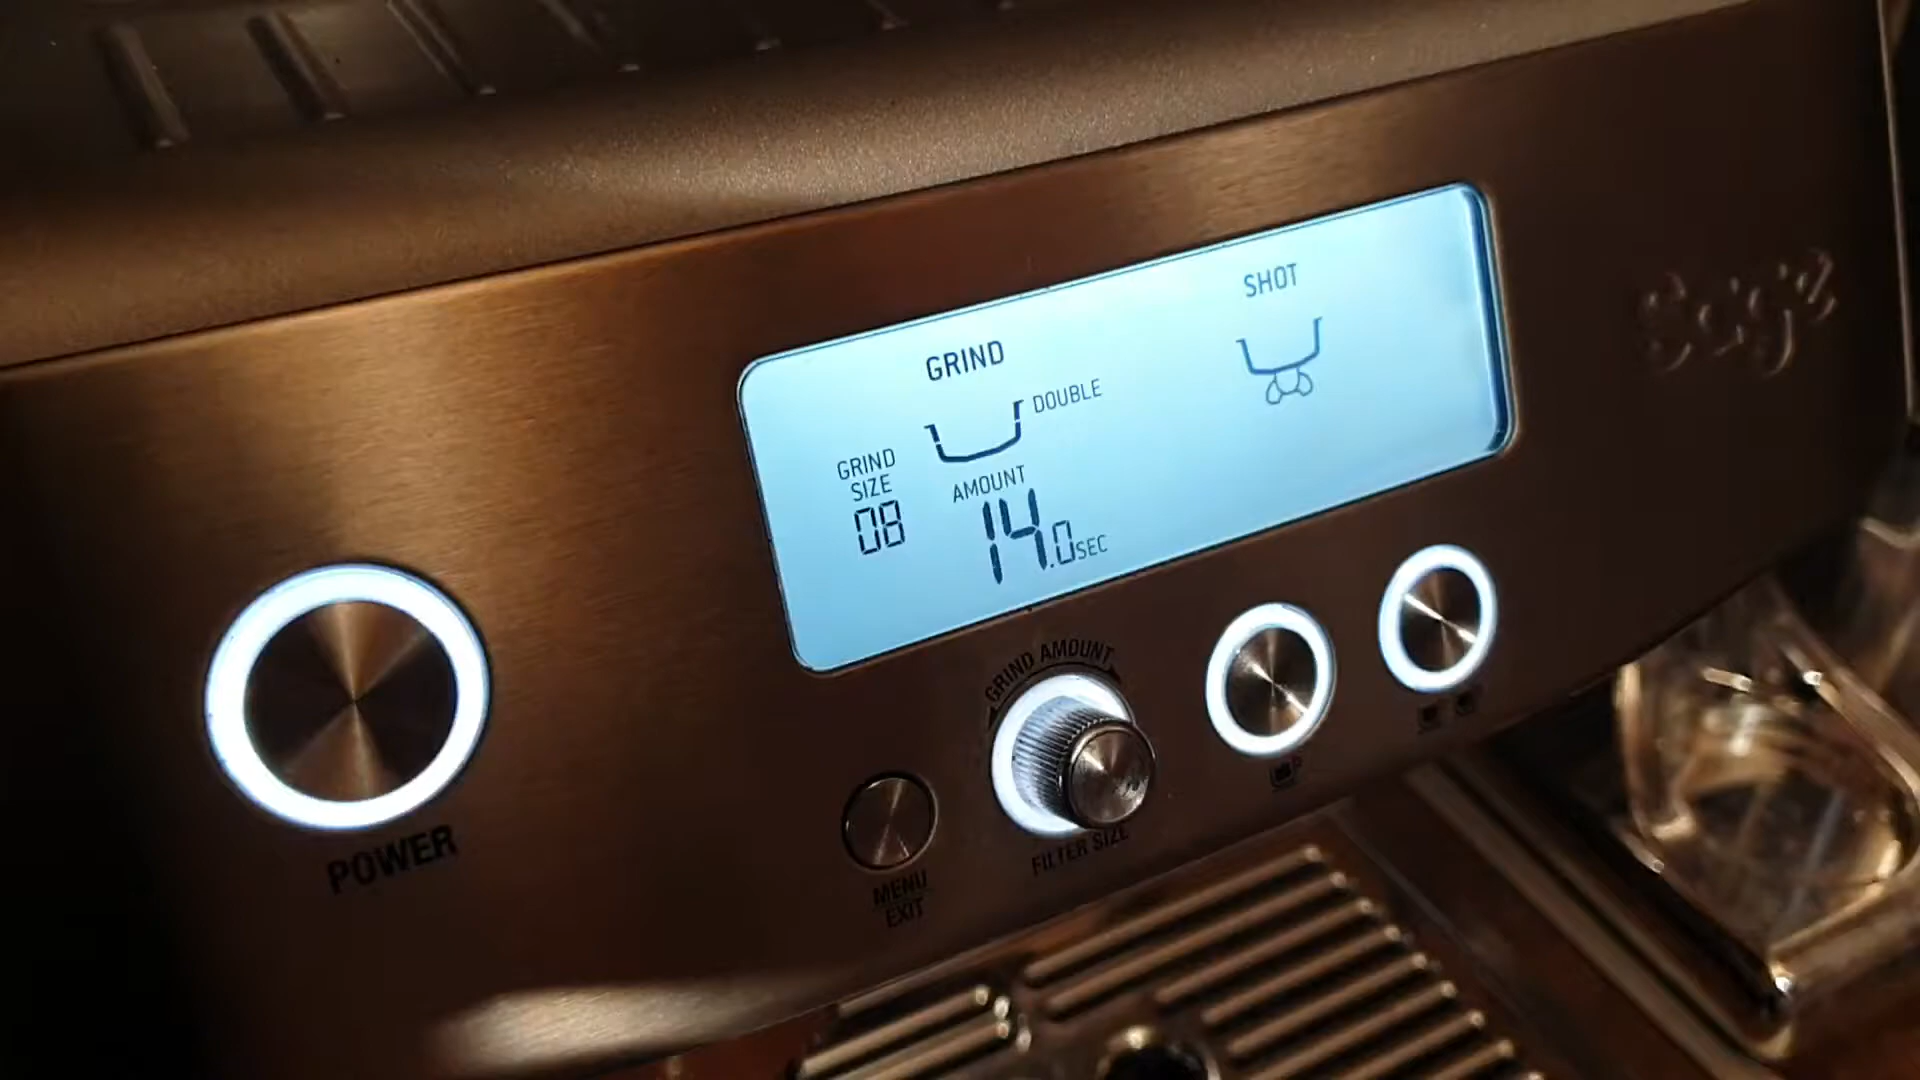 SHOT
GRIND
DOUBLE
GRIND
SIZE
08
AMOUNT
14.0SEC
Sage
GRIND AMOUNT
FILTER SIZE
POWER
MENU
EXIT